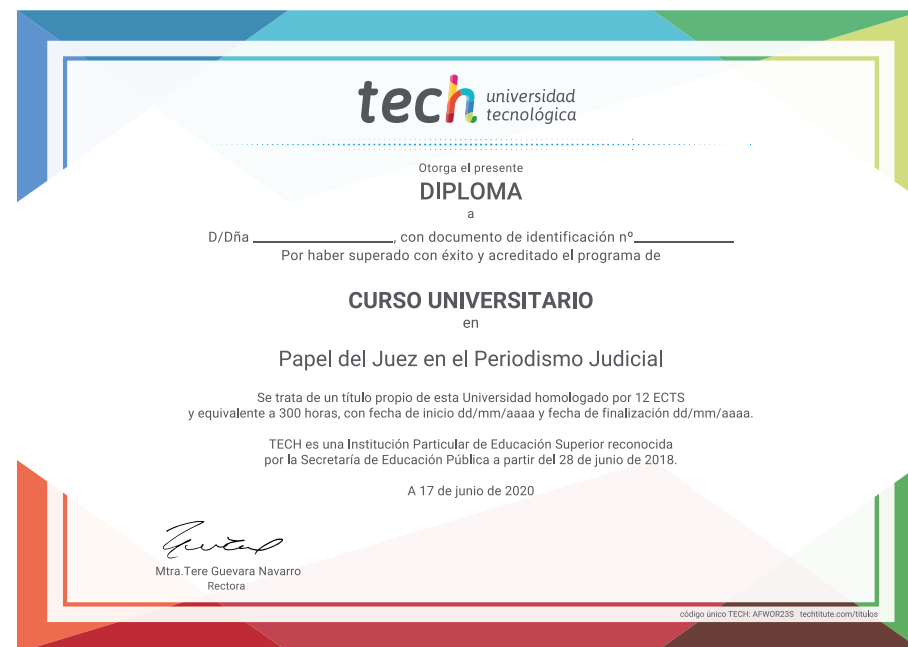 tech universidad
tecnológica
Otorga el presente
DIPLOMA
a
D/Dña ______________, con documento de identificación nº__________
Por haber superado con éxito y acreditado el programa de
CURSO UNIVERSITARIO
en
Papel del Juez en el Periodismo Judicial
Se trata de un título propio de esta Universidad homologado por 12 ECTS
y equivalente a 300 horas, con fecha de inicio dd/mm/aaaa y fecha de finalización dd/mm/aaaa.
TECH es una Institución Particular de Educación Superior reconocida
por la Secretaría de Educación Pública a partir del 28 de junio de 2018.
A 17 de junio de 2020
Mtra.Tere Guevara Navarro
Rectora
código único TECH: AFWOR23S techtitute.com/titulos